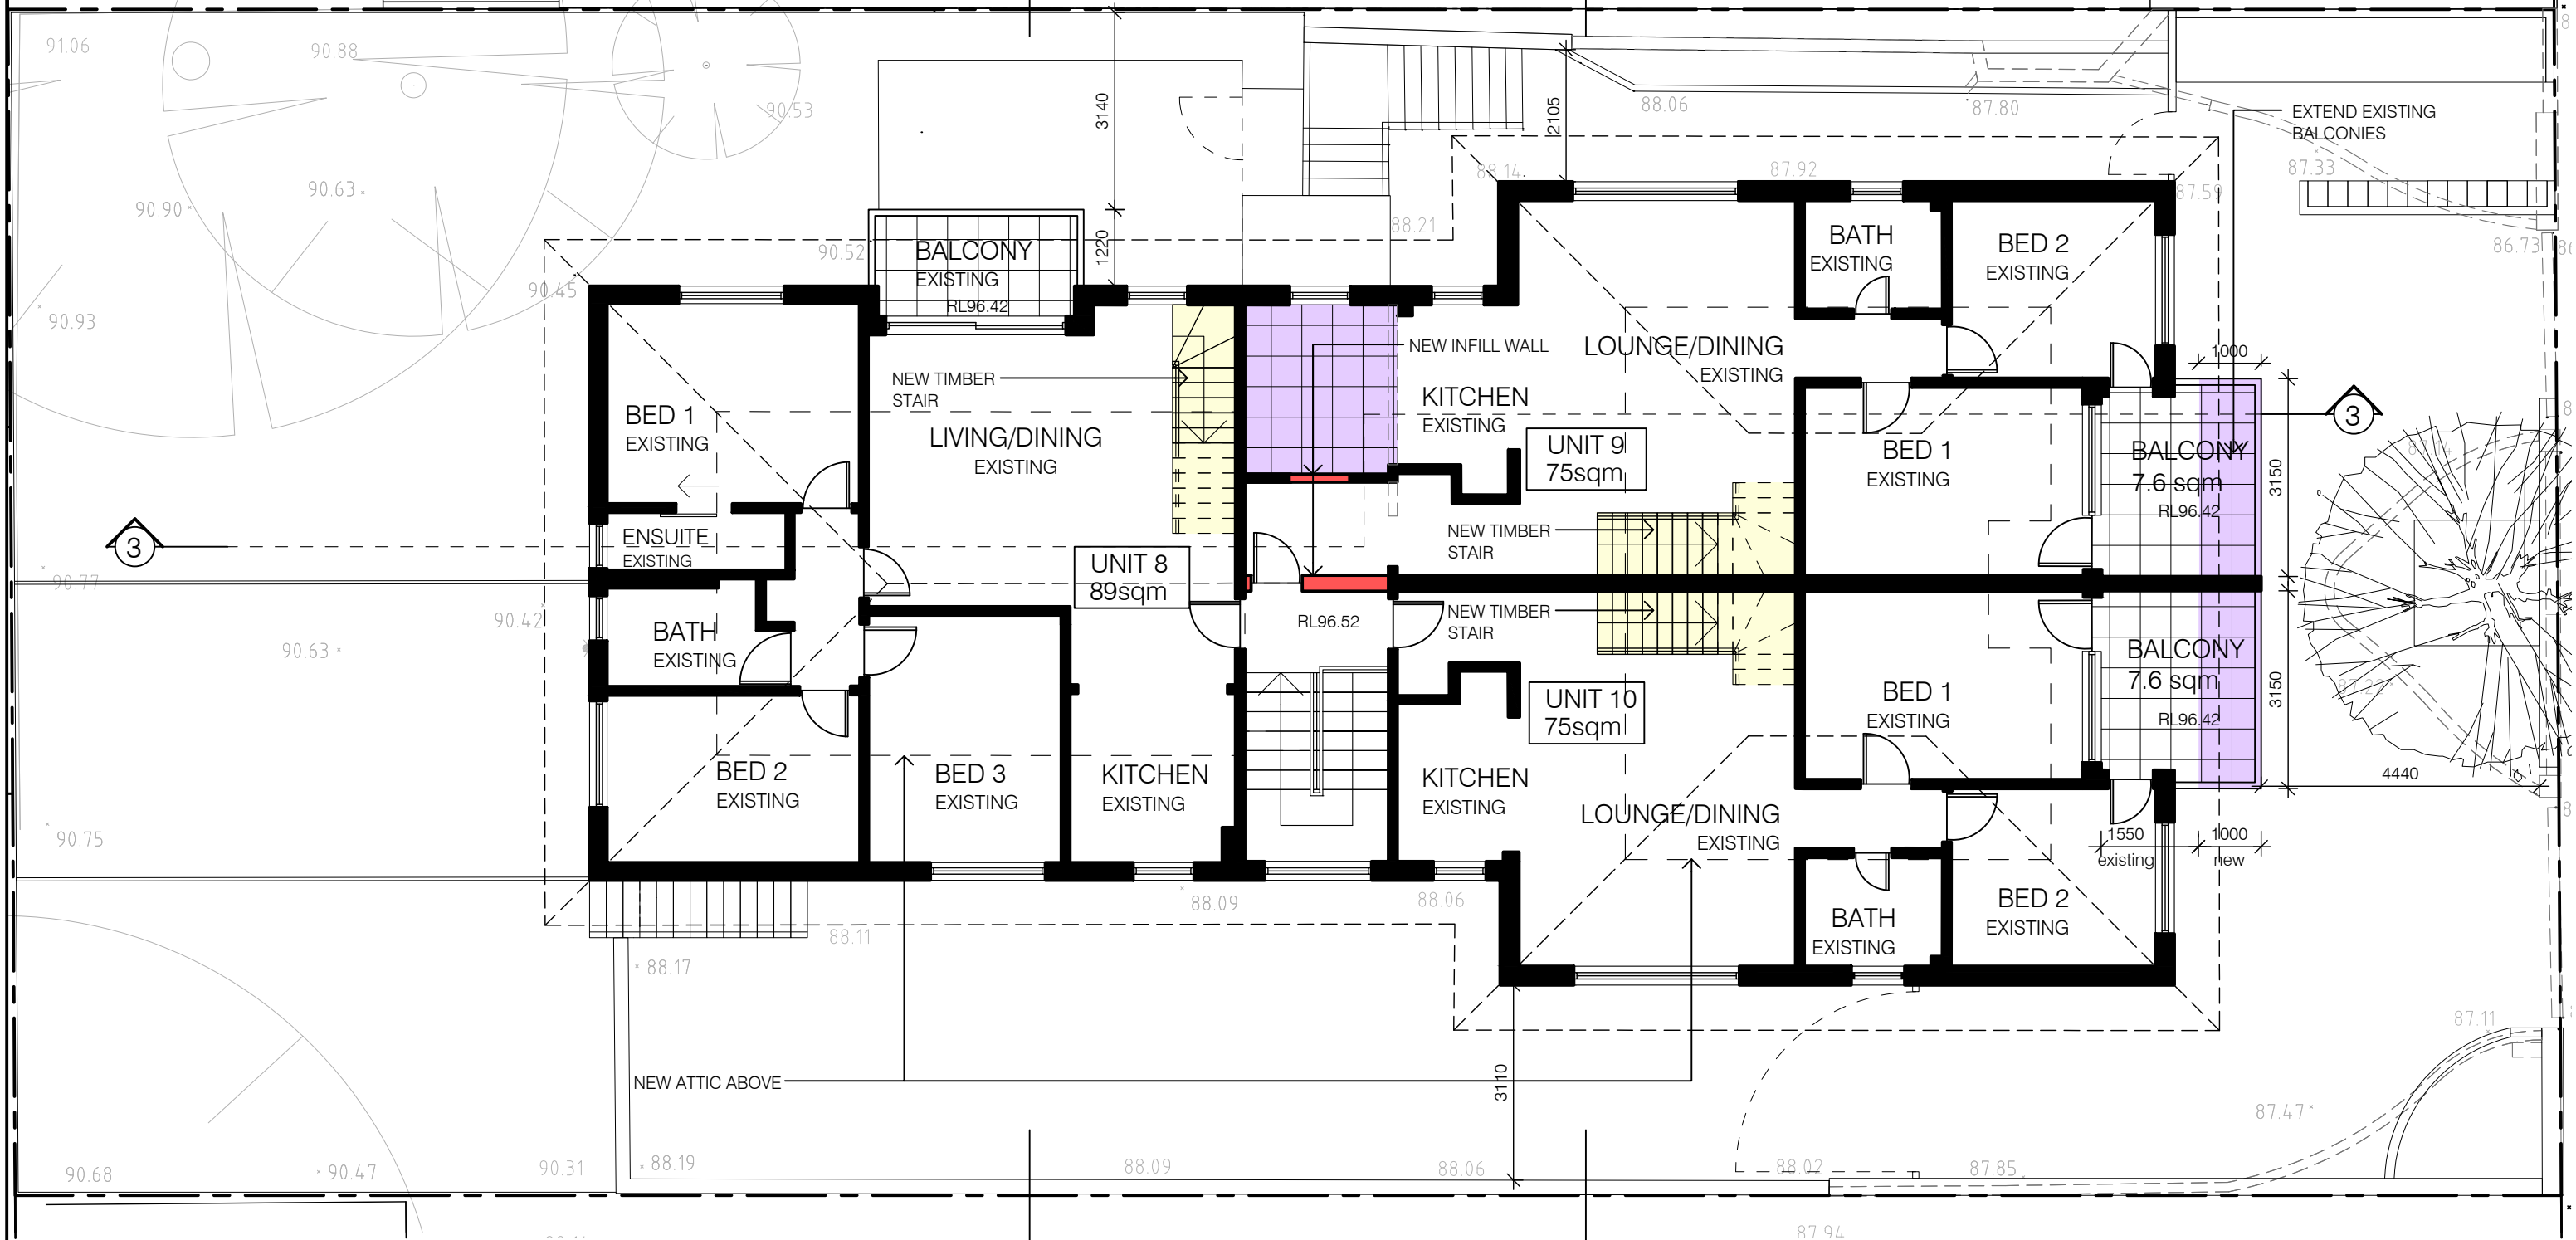 91.06
90.88
90.53
3140
2105
88.06
87.80
EXTEND EXISTING
BALCONIES
87.33
90.63
90.90
88.14
87.92
87.59
88.21
86.73
90.52
1220
BALCONY
EXISTING
RL96.42
BATH
EXISTING
BED 2
EXISTING
90.45
90.93
NEW INFILL WALL
LOUNGE/DINING
EXISTING
1000
NEW TIMBER
STAIR
KITCHEN
EXISTING
BED 1
EXISTING
LIVING/DINING
EXISTING
UNIT 9
75sqm
BED 1
EXISTING
BALCONY
7.6 sqm
RL96.42
3150
3
87.14
3
ENSUITE
EXISTING
NEW TIMBER
STAIR
UNIT 8
89sqm
90.77
90.42
90.63
BATH
EXISTING
RL96.52
NEW TIMBER
STAIR
BALCONY
7.6 sqm
RL96.42
3150
87.22
UNIT 10
75sqm
BED 1
EXISTING
BED 2
EXISTING
BED 3
EXISTING
KITCHEN
EXISTING
KITCHEN
EXISTING
LOUNGE/DINING
EXISTING
4440
1550
existing
1000
new
90.75
88.09
88.06
BATH
EXISTING
BED 2
EXISTING
88.11
88.17
87.11
NEW ATTIC ABOVE
3110
87.47
90.68
90.47
90.31
88.19
88.09
88.06
88.02
87.85
87.94